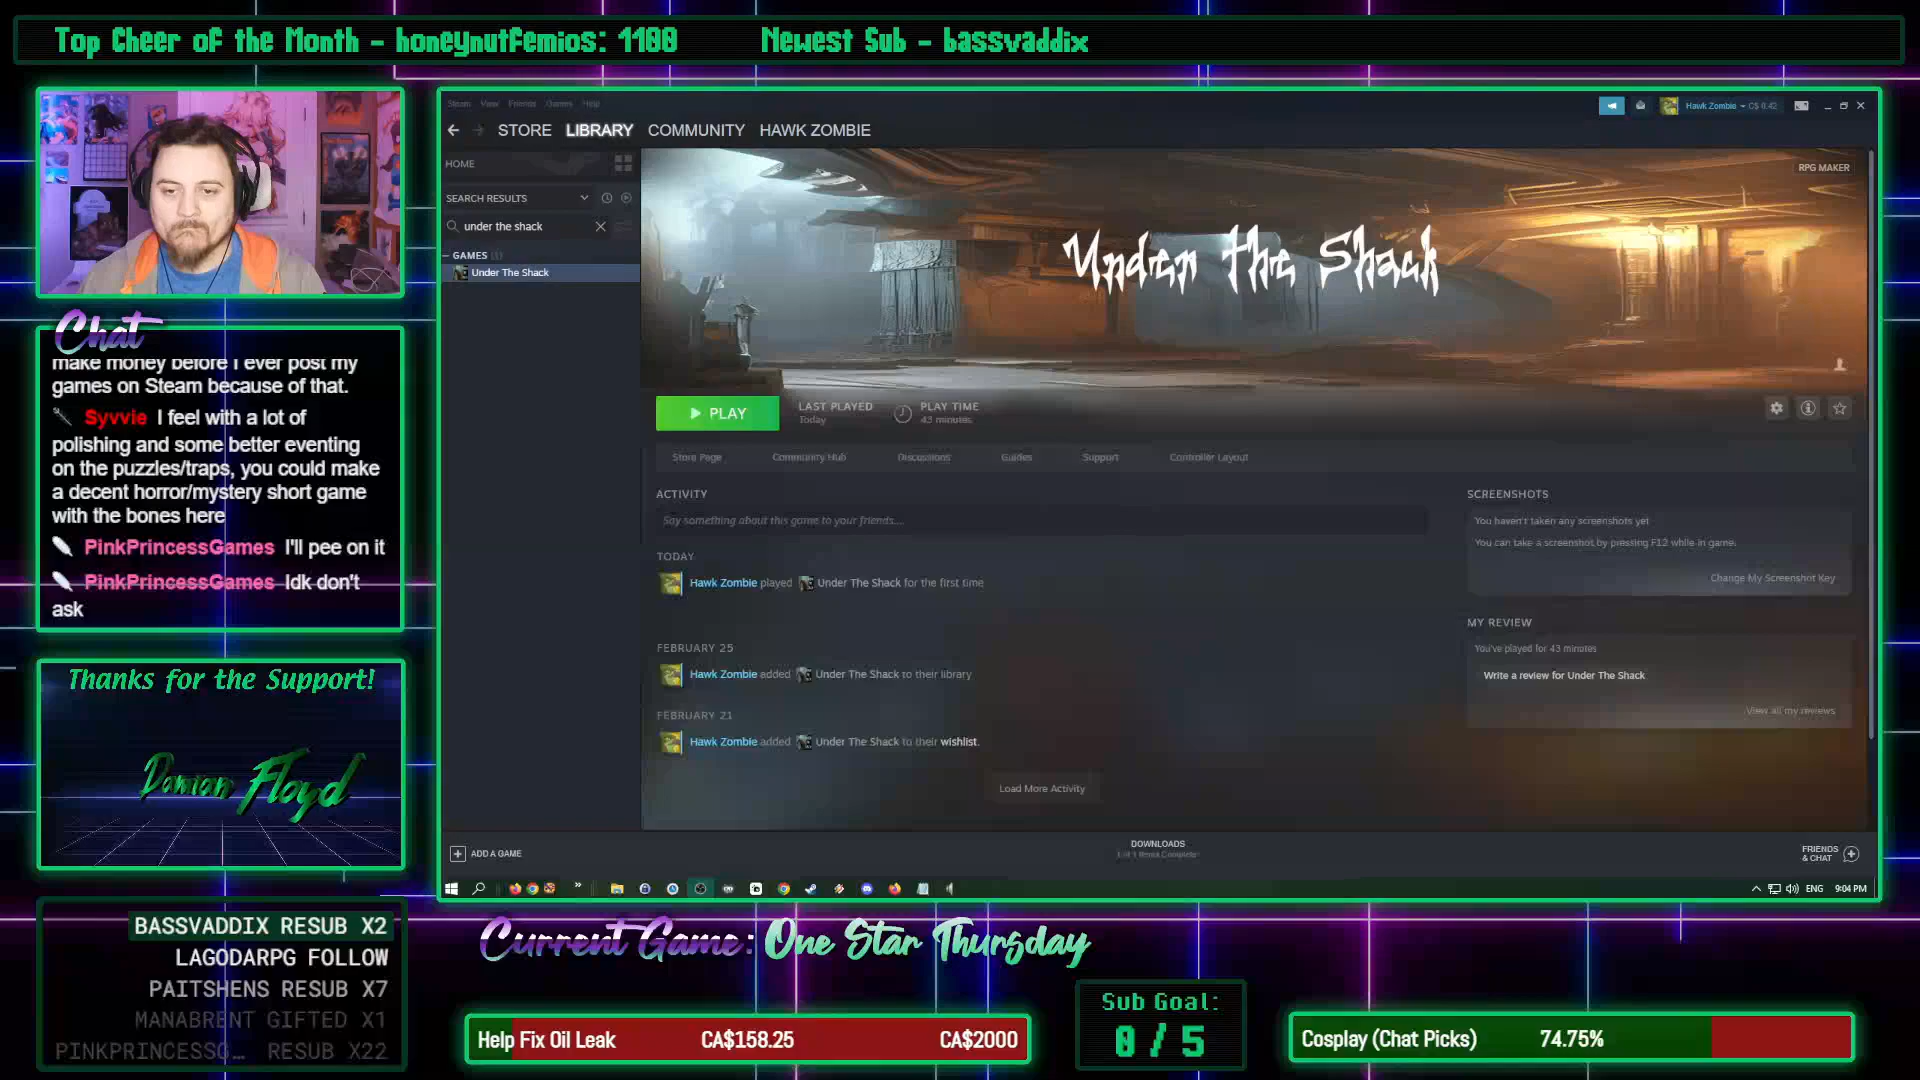 Top Cheer of the Month - honeynutfemios: 1100
Newest Sub - bassvaddix
Steam View Friends Games Help
Hawk Zombie
STORE LIBRARY COMMUNITY HAWK ZOMBIE
HOME
SEARCH RESULTS
under the shack
GAMES (1)
Under The Shack
RPG MAKER
Under the Shack
PLAY
LAST PLAYED
Today
PLAY TIME
43 minutes
Store Page Community Hub Discussions Guides Support Controller Layout
ACTIVITY
Say something about this game to your friends...
TODAY
Hawk Zombie played Under The Shack for the first time
FEBRUARY 25
Hawk Zombie added Under The Shack to their library
FEBRUARY 21
Hawk Zombie added Under The Shack to their wishlist.
Load More Activity
SCREENSHOTS
You haven't taken any screenshots yet
You can take a screenshot by pressing F12 while in game.
Change My Screenshot Key
MY REVIEW
You've played for 43 minutes
Write a review for Under The Shack
View all my reviews
ADD A GAME
DOWNLOADS
FRIENDS
& CHAT
ENG 9:04 PM
Chat
make money before I ever post my
games on Steam because of that.
Syvvie I feel with a lot of
polishing and some better eventing
on the puzzles/traps, you could make
a decent horror/mystery short game
with the bones here
PinkPrincessGames I'll pee on it
PinkPrincessGames Idk don't
ask
Thanks for the Support!
Damian Floyd
BASSVADDIX RESUB X2
LAGODARPG FOLLOW
PAITSHENS RESUB X7
MANABRENT GIFTED X1
PINKPRINCESSG… RESUB X22
Current Game: One Star Thursday
Help Fix Oil Leak CA$158.25 CA$2000
Sub Goal:
0 / 5
Cosplay (Chat Picks) 74.75%